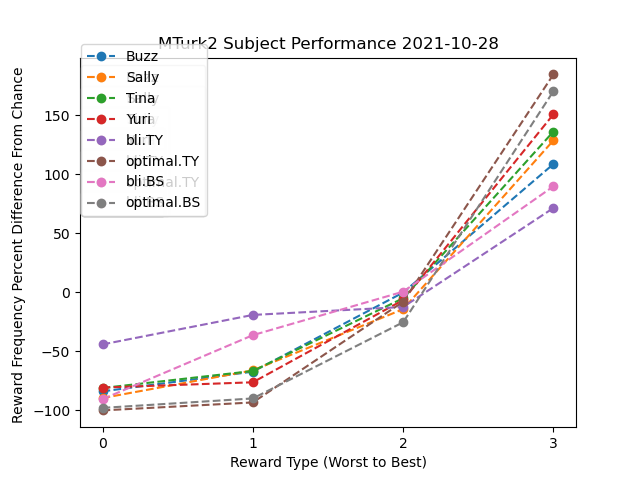 MTurk2 Subject Performance 2021-10-28
Buzz
Sally
Tina
Yuri
bli.TY
optimal.TY
bli.BS
optimal.BS
Reward Frequency Percent Difference From Chance
150
100
50
0
−50
−100
0 1 2 3
Reward Type (Worst to Best)